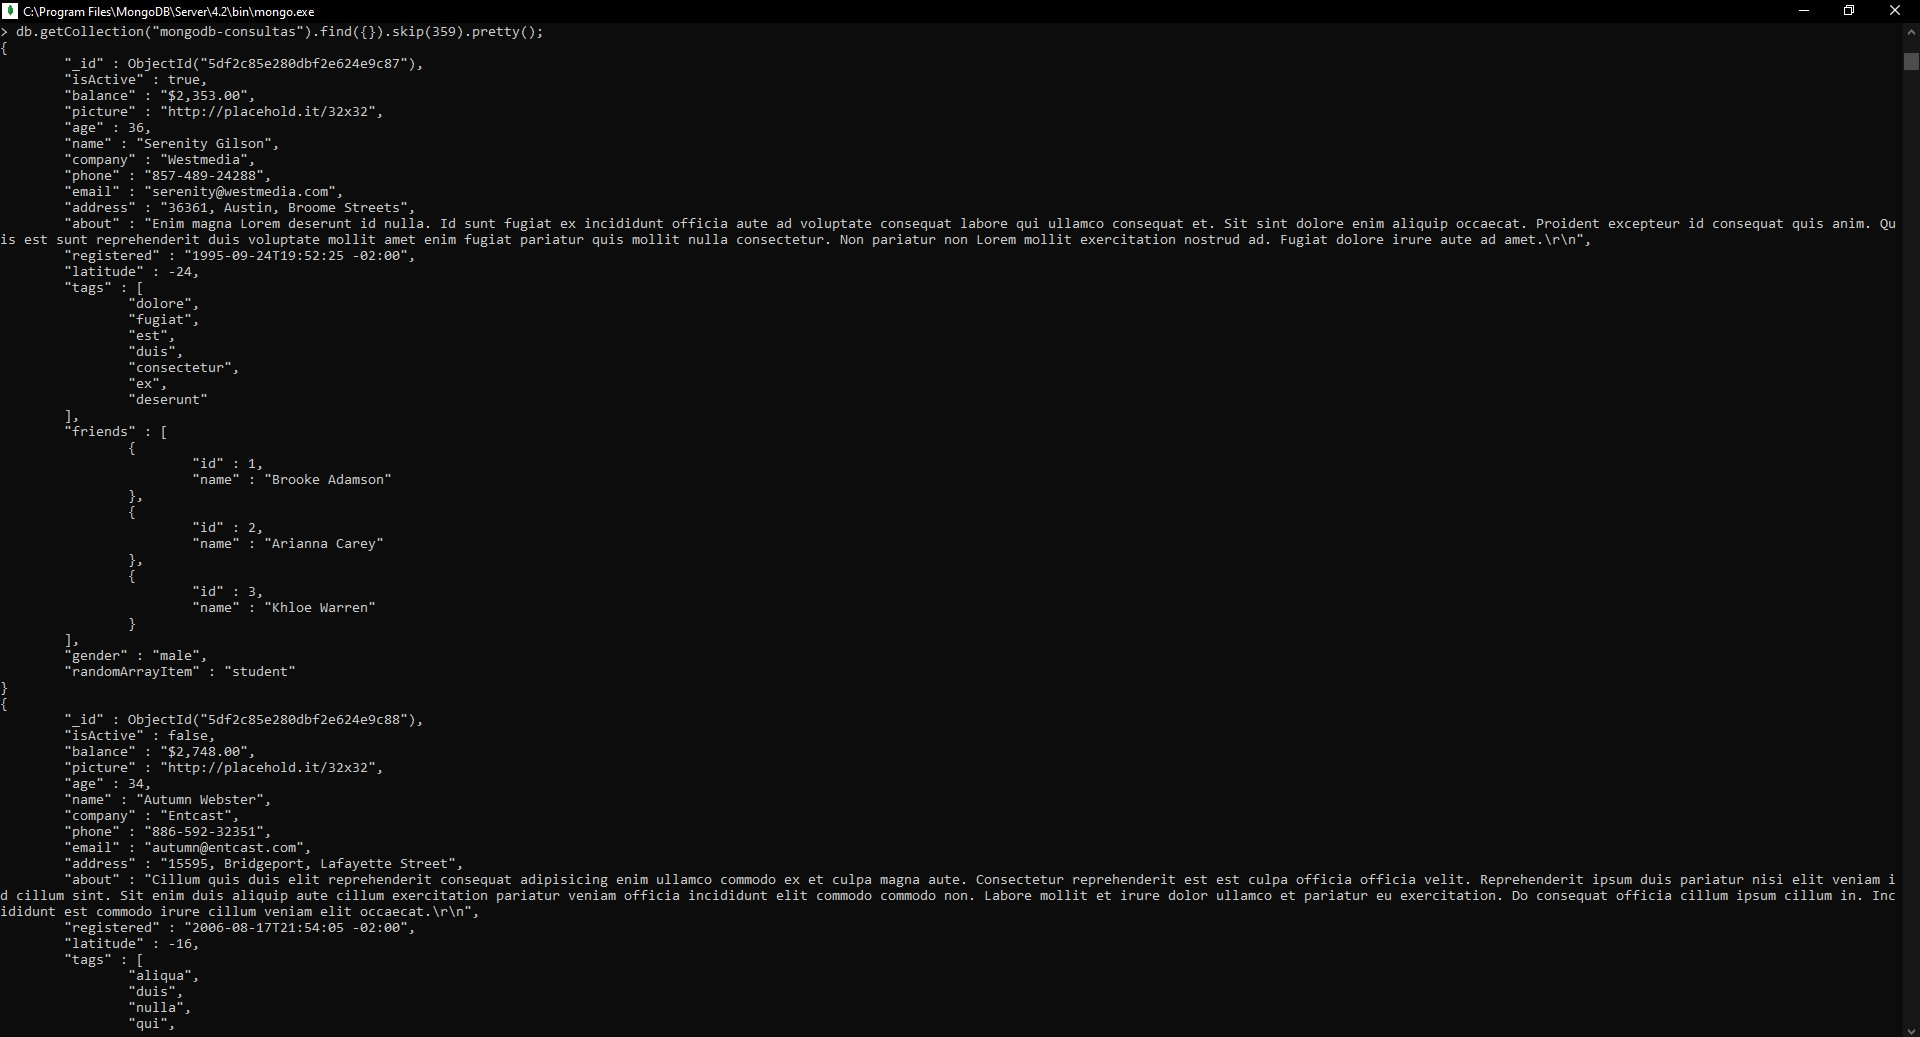 C:\Program Files\MongoDB\Server\4.2\bin\mongo.exe
> db.getCollection("mongodb-consultas").find({}).skip(359).pretty();
{
        "_id" : ObjectId("5df2c85e280dbf2e624e9c87"),
        "isActive" : true,
        "balance" : "$2,353.00",
        "picture" : "http://placehold.it/32x32",
        "age" : 36,
        "name" : "Serenity Gilson",
        "company" : "Westmedia",
        "phone" : "857-489-24288",
        "email" : "serenity@westmedia.com",
        "address" : "36361, Austin, Broome Streets",
        "about" : "Enim magna Lorem deserunt id nulla. Id sunt fugiat ex incididunt officia aute ad voluptate consequat labore qui ullamco consequat et. Sit sint dolore enim aliquip occaecat. Proident excepteur id consequat quis anim. Qu
is est sunt reprehenderit duis voluptate mollit amet enim fugiat pariatur quis mollit nulla consectetur. Non pariatur non Lorem mollit exercitation nostrud ad. Fugiat dolore irure aute ad amet.\r\n",
        "registered" : "1995-09-24T19:52:25 -02:00",
        "latitude" : -24,
        "tags" : [
                "dolore",
                "fugiat",
                "est",
                "duis",
                "consectetur",
                "ex",
                "deserunt"
        ],
        "friends" : [
                {
                        "id" : 1,
                        "name" : "Brooke Adamson"
                },
                {
                        "id" : 2,
                        "name" : "Arianna Carey"
                },
                {
                        "id" : 3,
                        "name" : "Khloe Warren"
                }
        ],
        "gender" : "male",
        "randomArrayItem" : "student"
}
{
        "_id" : ObjectId("5df2c85e280dbf2e624e9c88"),
        "isActive" : false,
        "balance" : "$2,748.00",
        "picture" : "http://placehold.it/32x32",
        "age" : 34,
        "name" : "Autumn Webster",
        "company" : "Entcast",
        "phone" : "886-592-32351",
        "email" : "autumn@entcast.com",
        "address" : "15595, Bridgeport, Lafayette Street",
        "about" : "Cillum quis duis elit reprehenderit consequat adipisicing enim ullamco commodo ex et culpa magna aute. Consectetur reprehenderit est est culpa officia officia velit. Reprehenderit ipsum duis pariatur nisi elit veniam i
d cillum sint. Sit enim duis aliquip aute cillum exercitation pariatur veniam officia incididunt elit commodo commodo non. Labore mollit et irure dolor ullamco et pariatur eu exercitation. Do consequat officia cillum ipsum cillum in. Inc
ididunt est commodo irure cillum veniam elit occaecat.\r\n",
        "registered" : "2006-08-17T21:54:05 -02:00",
        "latitude" : -16,
        "tags" : [
                "aliqua",
                "duis",
                "nulla",
                "qui",